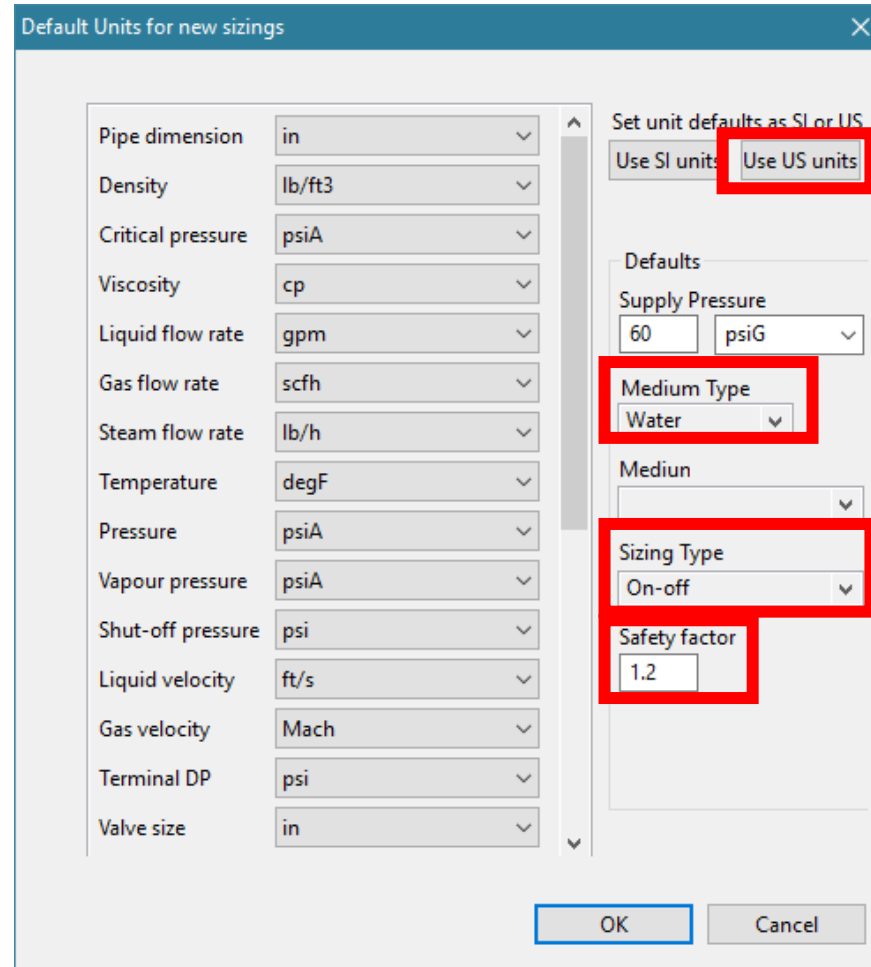 Default Units for new sizings
Pipe dimension in
Density lb/ft3
Critical pressure psiA
Viscosity cp
Liquid flow rate gpm
Gas flow rate scfh
Steam flow rate lb/h
Temperature degF
Pressure psiA
Vapour pressure psiA
Shut-off pressure psi
Liquid velocity ft/s
Gas velocity Mach
Terminal DP psi
Valve size in
Set unit defaults as SI or US
Use SI units Use US units
Defaults
Supply Pressure
60 psiG
Medium Type
Water
Mediun
Sizing Type
On-off
Safety factor
1.2
OK Cancel